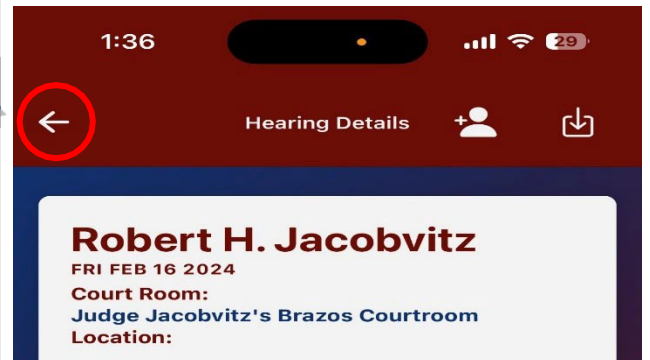 1:36
29
Hearing Details
Robert H. Jacobvitz
FRI FEB 16 2024
Court Room:
Judge Jacobvitz's Brazos Courtroom
Location: